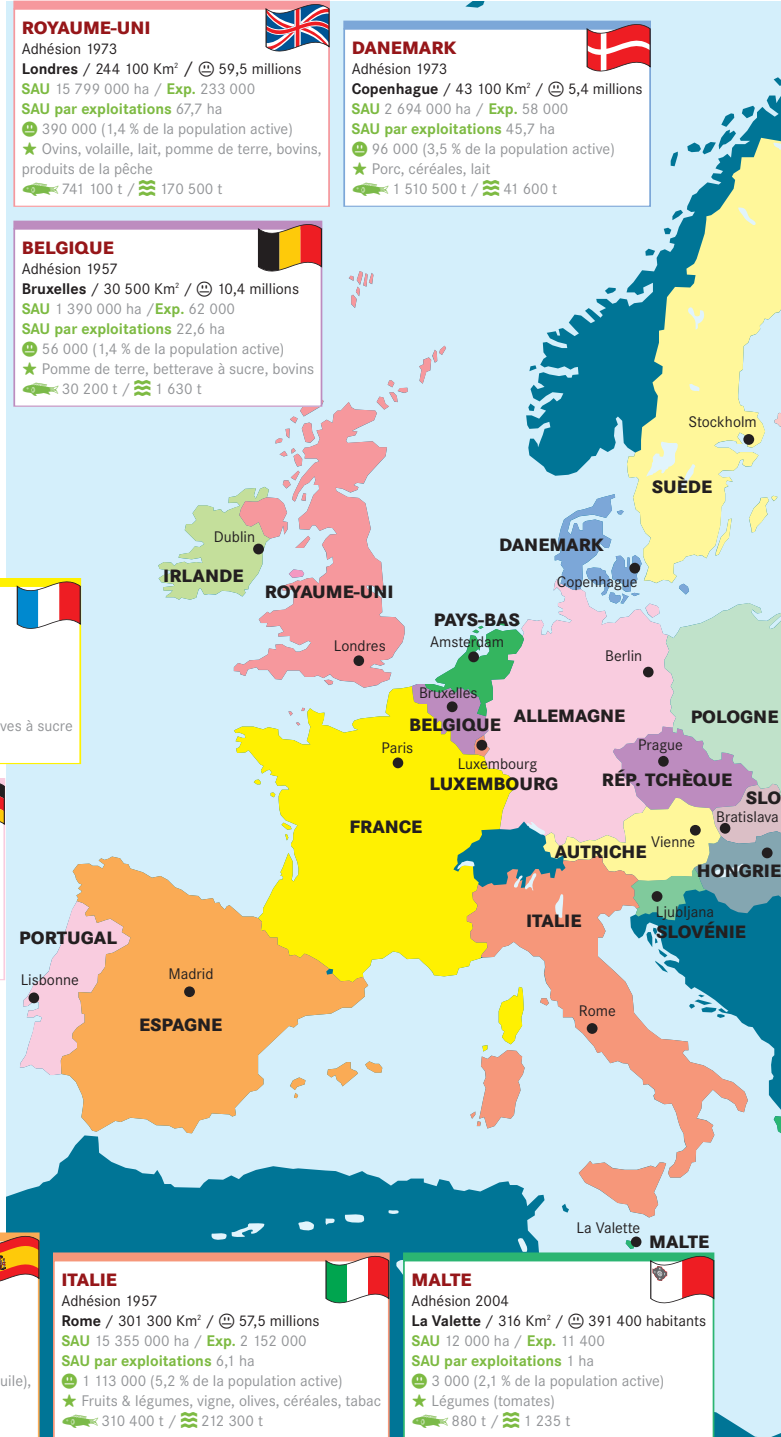 ROYAUME-UNI
Adhésion 1973
Londres / 244 100 Km² / 59,5 millions
SAU 15 799 000 ha / Exp. 233 000
SAU par exploitations 67,7 ha
390 000 (1,4 % de la population active)
★ Ovins, volaille, lait, pomme de terre, bovins,
produits de la pêche
741 100 t / 170 500 t
DANEMARK
Adhésion 1973
Copenhague / 43 100 Km² / 5,4 millions
SAU 2 694 000 ha / Exp. 58 000
SAU par exploitations 45,7 ha
96 000 (3,5 % de la population active)
★ Porc, céréales, lait
1 510 500 t / 41 600 t
BELGIQUE
Adhésion 1957
Bruxelles / 30 500 Km² / 10,4 millions
SAU 1 390 000 ha /Exp. 62 000
SAU par exploitations 22,6 ha
56 000 (1,4 % de la population active)
★ Pomme de terre, betterave à sucre, bovins
30 200 t / 1 630 t
Stockholm
SUÈDE
Dublin
IRLANDE
DANEMARK
Copenhague
ROYAUME-UNI
PAYS-BAS
Amsterdam
Londres
Berlin
Bruxelles
BELGIQUE
ALLEMAGNE
POLOGNE
ves à sucre
Paris
Luxembourg
LUXEMBOURG
Prague
RÉP. TCHÈQUE
SLO
Bratislava
FRANCE
Vienne
AUTRICHE
HONGRIE
Ljubljana
SLOVÉNIE
ITALIE
PORTUGAL
Lisbonne
Madrid
ESPAGNE
Rome
La Valette
MALTE
uile),
ITALIE
Adhésion 1957
Rome / 301 300 Km² / 57,5 millions
SAU 15 355 000 ha / Exp. 2 152 000
SAU par exploitations 6,1 ha
1 113 000 (5,2 % de la population active)
★ Fruits & légumes, vigne, olives, céréales, tabac
310 400 t / 212 300 t
MALTE
Adhésion 2004
La Valette / 316 Km² / 391 400 habitants
SAU 12 000 ha / Exp. 11 400
SAU par exploitations 1 ha
3 000 (2,1 % de la population active)
★ Légumes (tomates)
880 t / 1 235 t